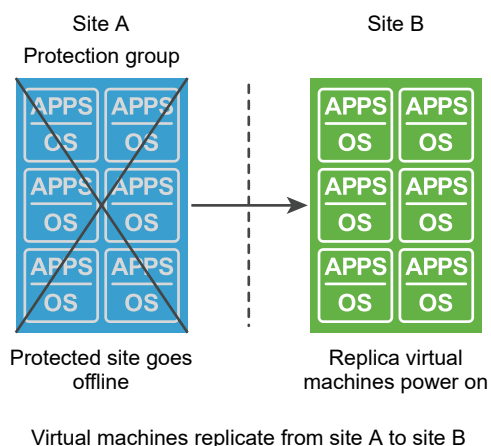 Site A
Site B
Protection group
APPS APPS
OS OS
APPS APPS
OS OS
APPS APPS
OS OS
APPS APPS
OS OS
APPS APPS
OS OS
APPS APPS
OS OS
Protected site goes
offline
Replica virtual
machines power on
Virtual machines replicate from site A to site B